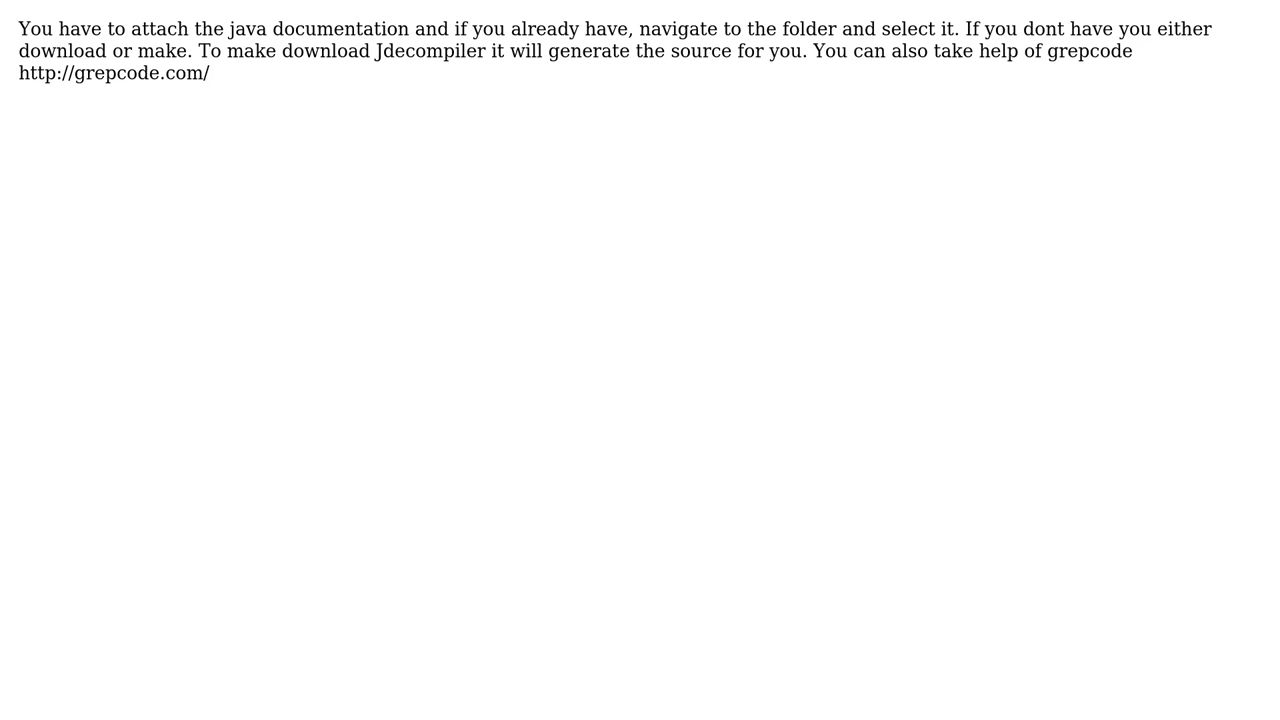 You have to attach the java documentation and if you already have, navigate to the folder and select it. If you dont have you either
download or make. To make download Jdecompiler it will generate the source for you. You can also take help of grepcode
http://grepcode.com/